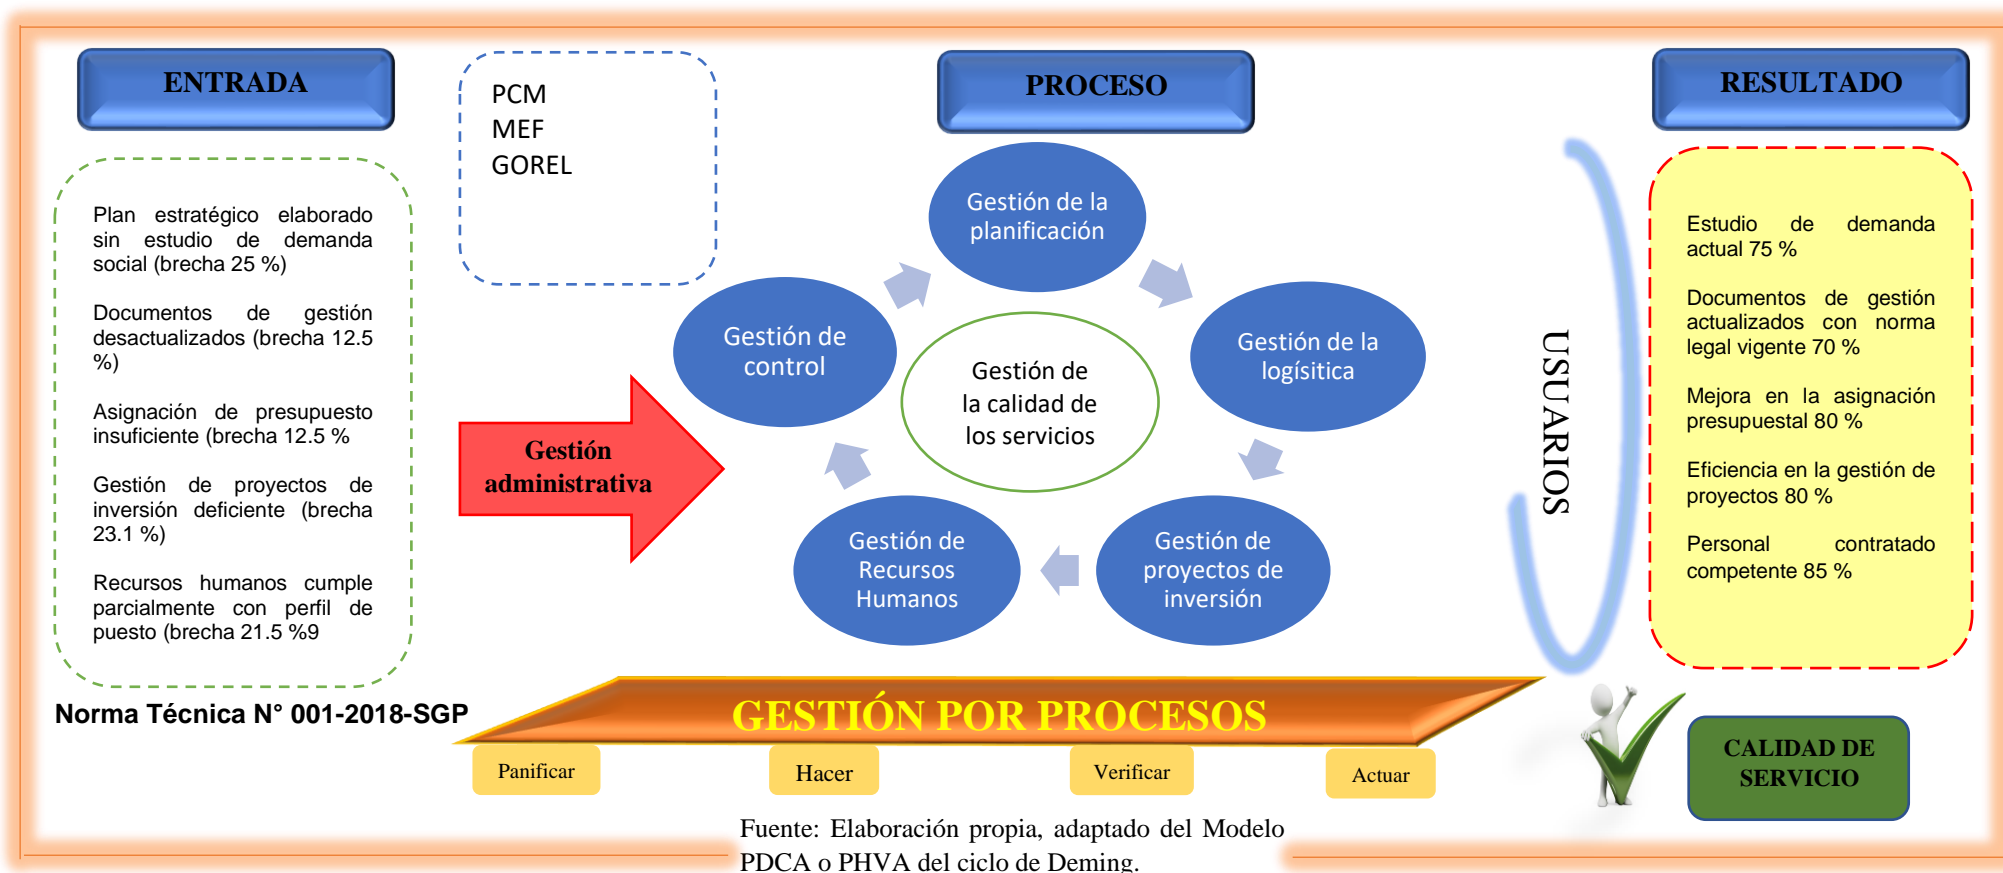 ENTRADA
Plan estratégico elaborado
sin estudio de demanda
social (brecha 25 %)
Documentos de gestión
desactualizados (brecha 12.5
%)
Asignación de presupuesto
insuficiente (brecha 12.5 %
Gestión de proyectos de
inversión deficiente (brecha
23.1 %)
Recursos humanos cumple
parcialmente con perfil de
puesto (brecha 21.5 %9
Norma Técnica N° 001-2018-SGP
PCM
MEF
GOREL
Gestión
administrativa
PROCESO
Gestión de la
planificación
Gestión de la
logísitica
Gestión de
proyectos de
inversión
Gestión de
Recursos
Humanos
Gestión de
control
Gestión de
la calidad de
los servicios
USUARIOS
RESULTADO
Estudio de demanda
actual 75 %
Documentos de gestión
actualizados con norma
legal vigente 70 %
Mejora en la asignación
presupuestal 80 %
Eficiencia en la gestión de
proyectos 80 %
Personal contratado
competente 85 %
GESTIÓN POR PROCESOS
Panificar
Hacer
Verificar
Actuar
CALIDAD DE
SERVICIO
Fuente: Elaboración propia, adaptado del Modelo
PDCA o PHVA del ciclo de Deming.